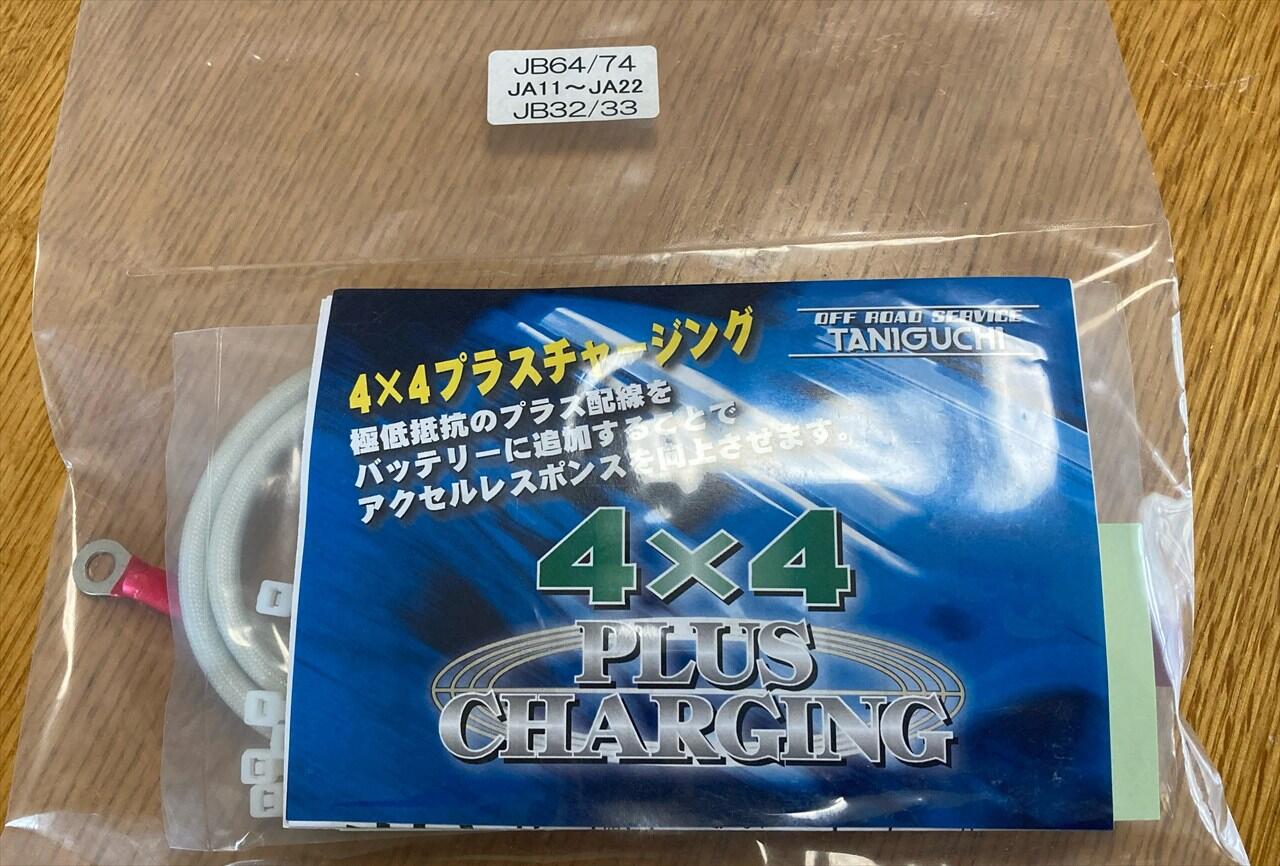 JB64/74
JA11～JA22
JB32/33
OFF ROAD SERVICE
TANIGUCHI
4×4プラスチャージング
極低抵抗のプラス配線を
バッテリーに追加することで
アクセルレスポンスを向上させます。
4×4
PLUS
CHARGING